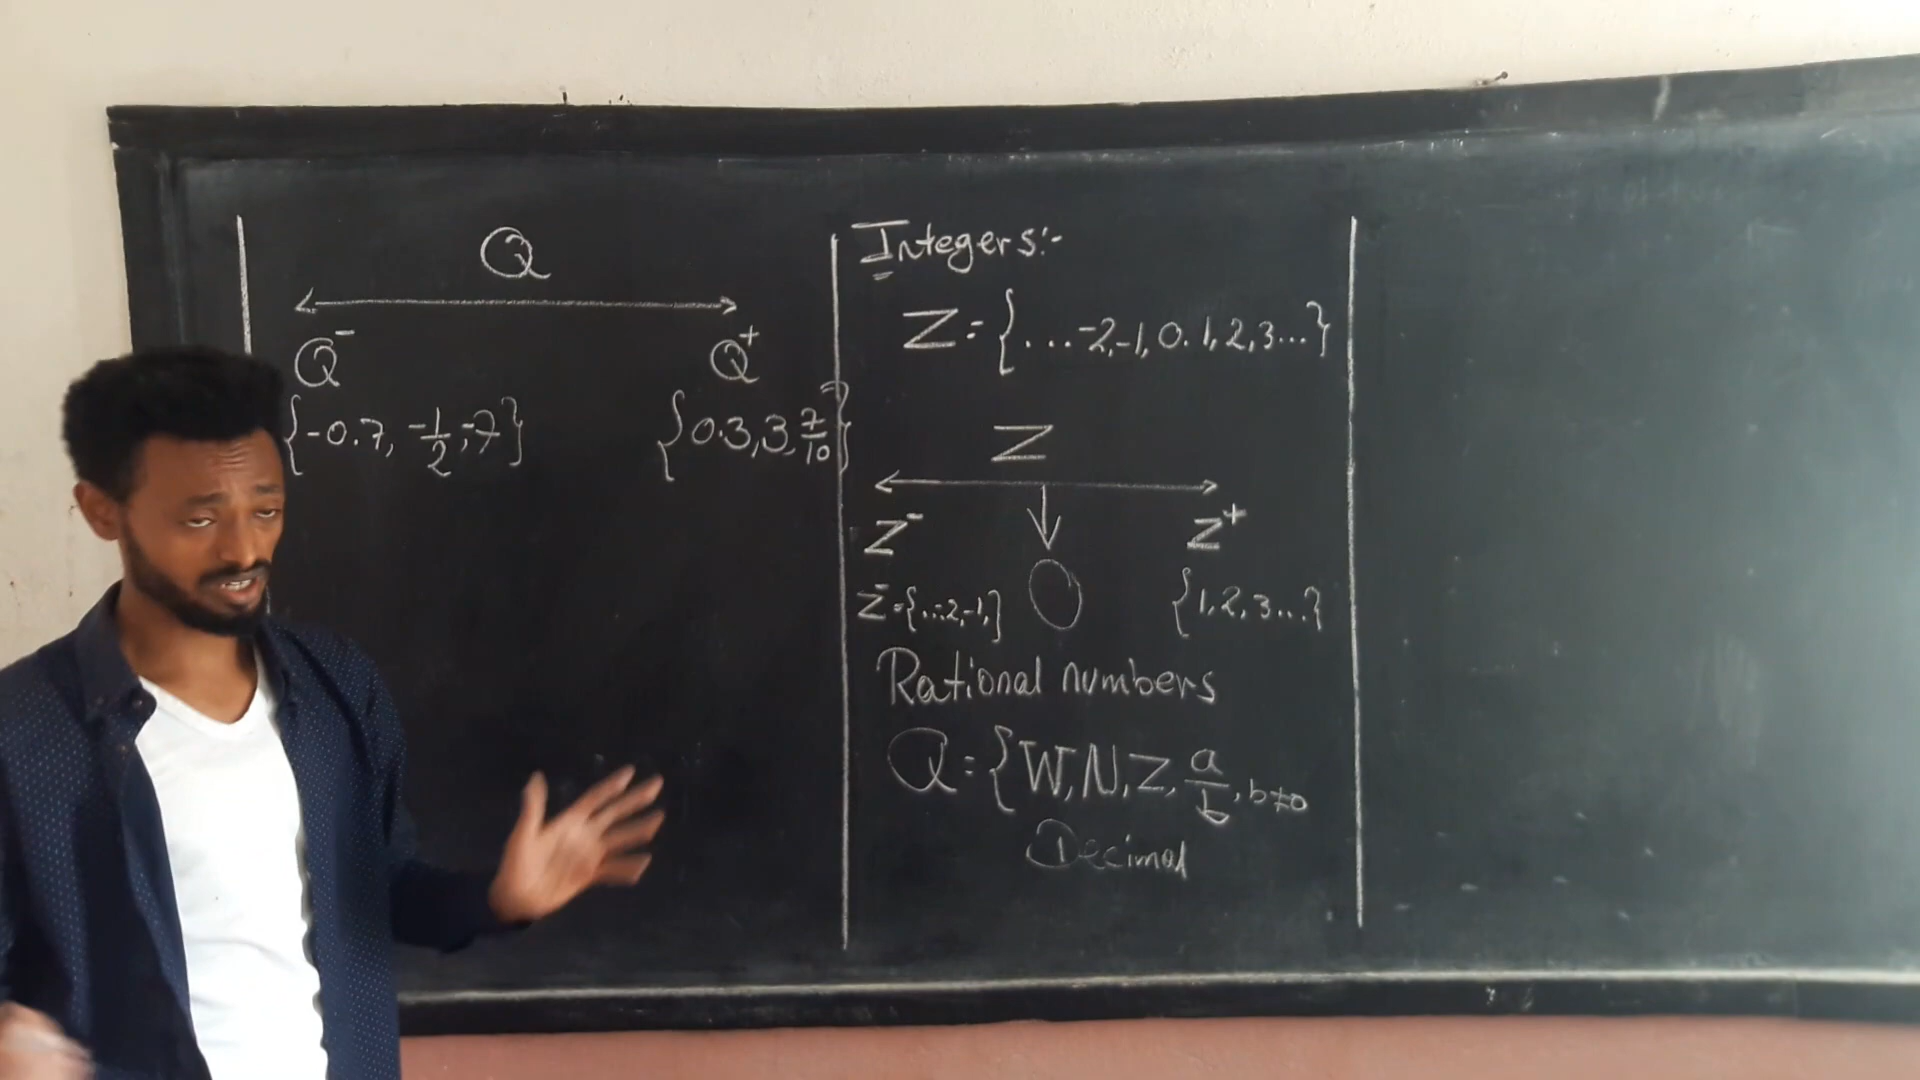 Q
Q⁻ Q⁺
{-0.7, -1/2, -7} {0.3, 3, 7/10}
Integers:-
Z = {... -2, -1, 0. 1, 2, 3...}
Z
Z⁻ Z⁺
Z⁻ = {...-2, -1,} 0 {1, 2, 3...}
Rational numbers
Q = {W, N, Z, a/b, b≠0
Decimal